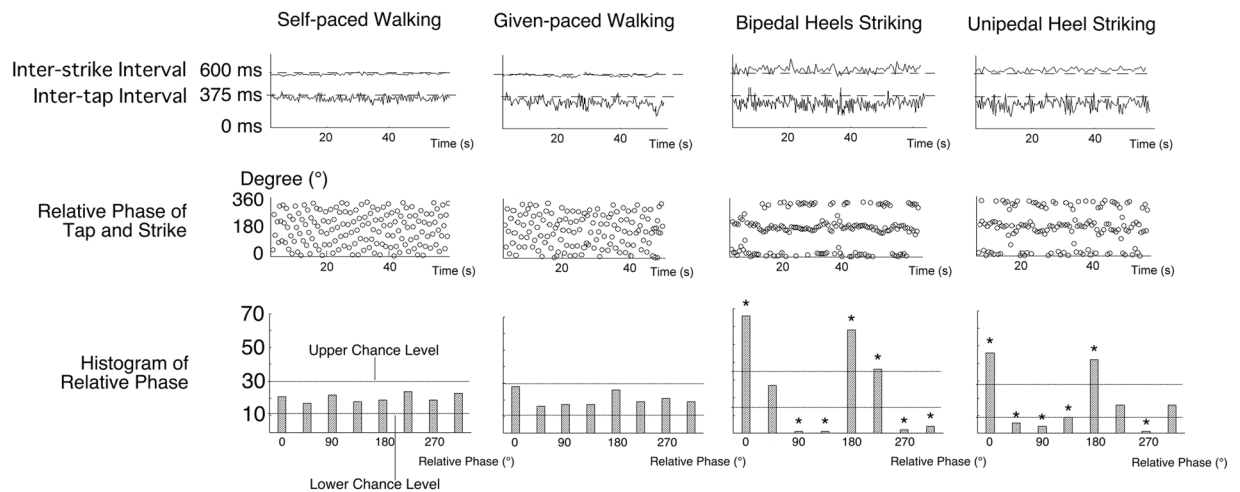 Self-paced Walking
Given-paced Walking
Bipedal Heels Striking
Unipedal Heel Striking
Inter-strike Interval 600 ms
Inter-tap Interval 375 ms
0 ms
20 40 Time (s)
20 40 Time (s)
20 40 Time (s)
20 40 Time (s)
Degree (°)
Relative Phase of
Tap and Strike
360
180
0
20 40 Time (s)
20 40 Time (s)
20 40 Time (s)
20 40 Time (s)
Histogram of
Relative Phase
70
50
30
10
Upper Chance Level
* * * * * * *
* * * * * *
0 90 180 270
0 90 180 270
0 90 180 270
0 90 180 270
Relative Phase (°)
Relative Phase (°)
Relative Phase (°)
Relative Phase (°)
Lower Chance Level